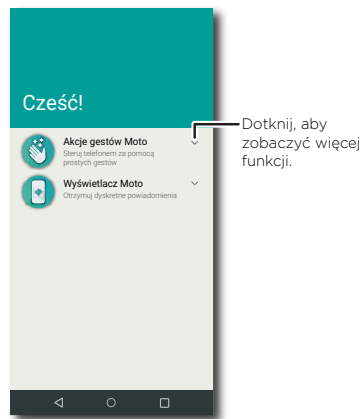 Cześć!
Akcje gestów Moto
Steruj telefonem za pomocą
prostych gestów
Wyświetlacz Moto
Otrzymuj dyskretne powiadomienia
Dotknij, aby
zobaczyć więcej
funkcji.